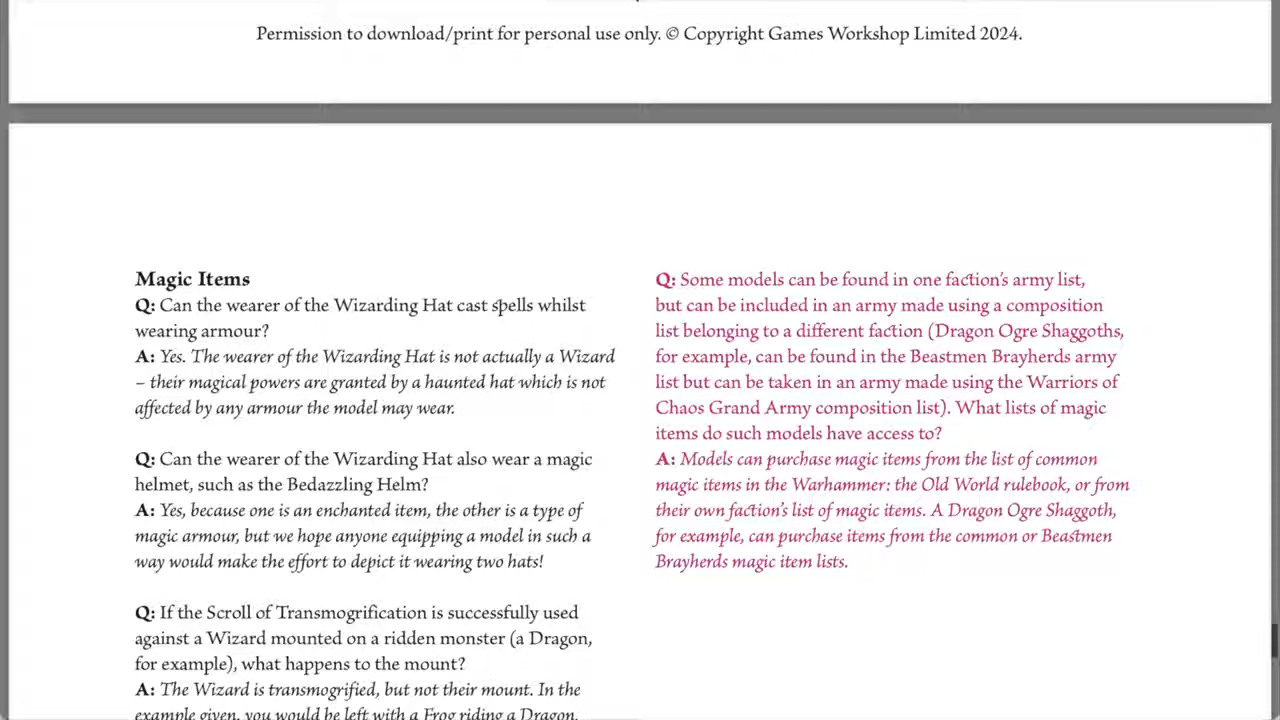 Permission to download/print for personal use only. © Copyright Games Workshop Limited 2024.
Magic Items
Q: Can the wearer of the Wizarding Hat cast spells whilst
wearing armour?
A: Yes. The wearer of the Wizarding Hat is not actually a Wizard
– their magical powers are granted by a haunted hat which is not
affected by any armour the model may wear.
Q: Can the wearer of the Wizarding Hat also wear a magic
helmet, such as the Bedazzling Helm?
A: Yes, because one is an enchanted item, the other is a type of
magic armour, but we hope anyone equipping a model in such a
way would make the effort to depict it wearing two hats!
Q: If the Scroll of Transmogrification is successfully used
against a Wizard mounted on a ridden monster (a Dragon,
for example), what happens to the mount?
A: The Wizard is transmogrified, but not their mount. In the
example given, you would be left with a Frog riding a Dragon.
Q: Some models can be found in one faction's army list,
but can be included in an army made using a composition
list belonging to a different faction (Dragon Ogre Shaggoths,
for example, can be found in the Beastmen Brayherds army
list but can be taken in an army made using the Warriors of
Chaos Grand Army composition list). What lists of magic
items do such models have access to?
A: Models can purchase magic items from the list of common
magic items in the Warhammer: the Old World rulebook, or from
their own faction's list of magic items. A Dragon Ogre Shaggoth,
for example, can purchase items from the common or Beastmen
Brayherds magic item lists.